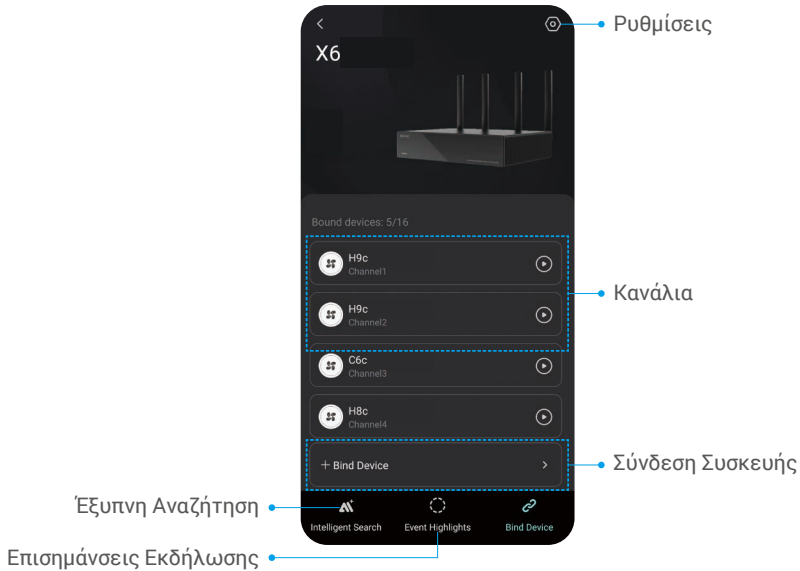 Ρυθμίσεις
X6
Bound devices: 5/16
H9c
Channel1
Κανάλια
H9c
Channel2
C6c
Channel3
H8c
Channel4
+ Bind Device
Σύνδεση Συσκευής
Έξυπνη Αναζήτηση
Intelligent Search
Event Highlights
Bind Device
Επισημάνσεις Εκδήλωσης